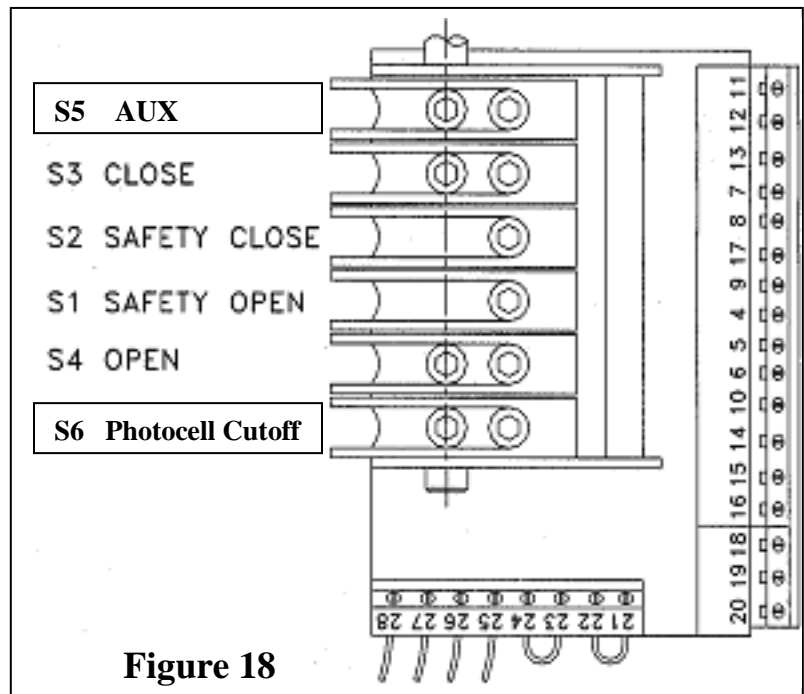 S5 AUX
S3 CLOSE
S2 SAFETY CLOSE
S1 SAFETY OPEN
S4 OPEN
S6 Photocell Cutoff
11
12
13
7
8
17
9
4
5
6
10
14
15
16
18
19
20
28 27 26 25 24 23 22 21
Figure 18